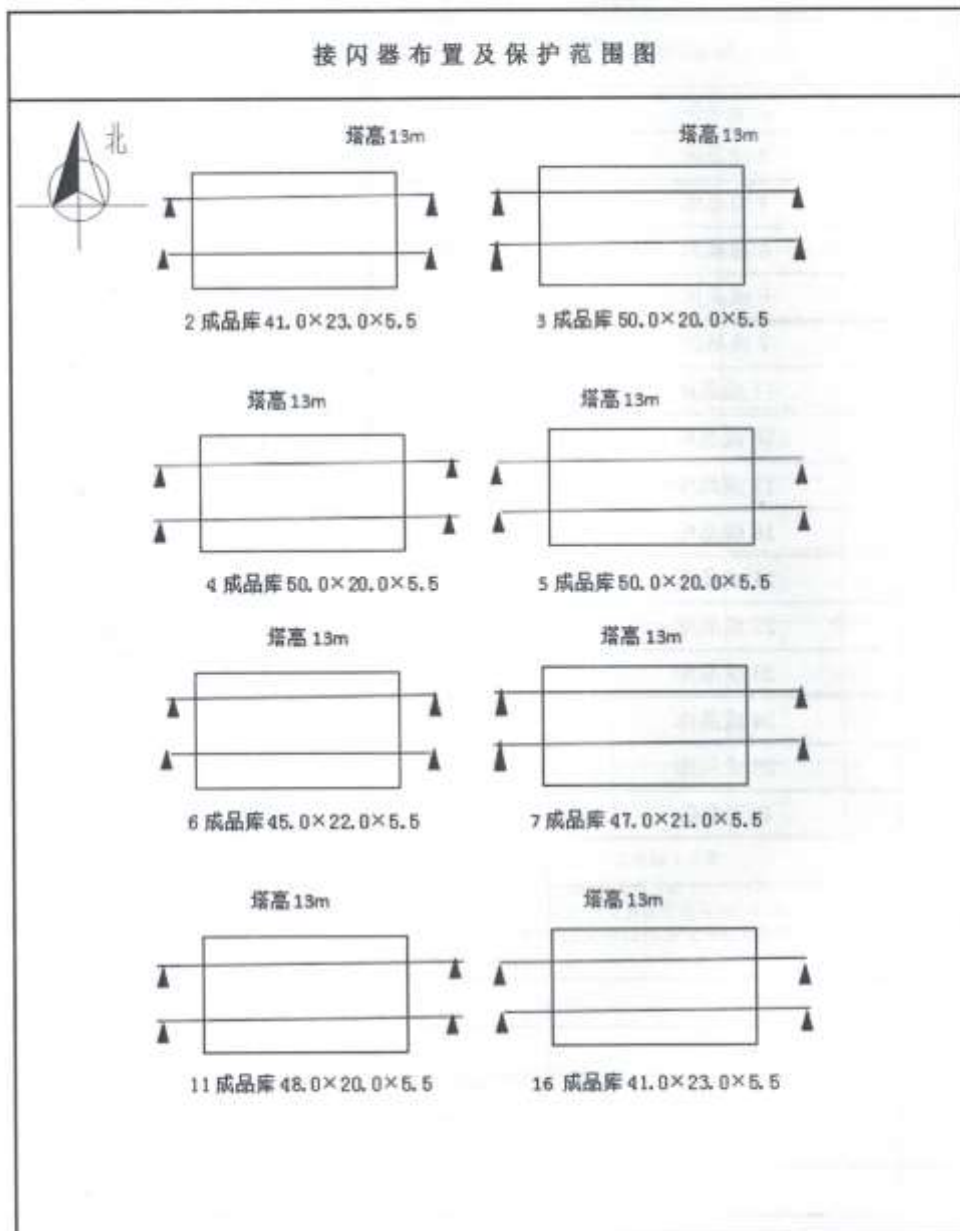 接闪器布置及保护范围图
北
塔高13m
塔高13m
2 成品库 41.0×23.0×5.5
3 成品库 50.0×20.0×5.5
塔高13m
塔高13m
4 成品库 50.0×20.0×5.5
5 成品库 50.0×20.0×5.5
塔高13m
塔高13m
6 成品库 45.0×22.0×5.5
7 成品库 47.0×21.0×5.5
塔高13m
塔高13m
11 成品库 48.0×20.0×5.5
16 成品库 41.0×23.0×5.5